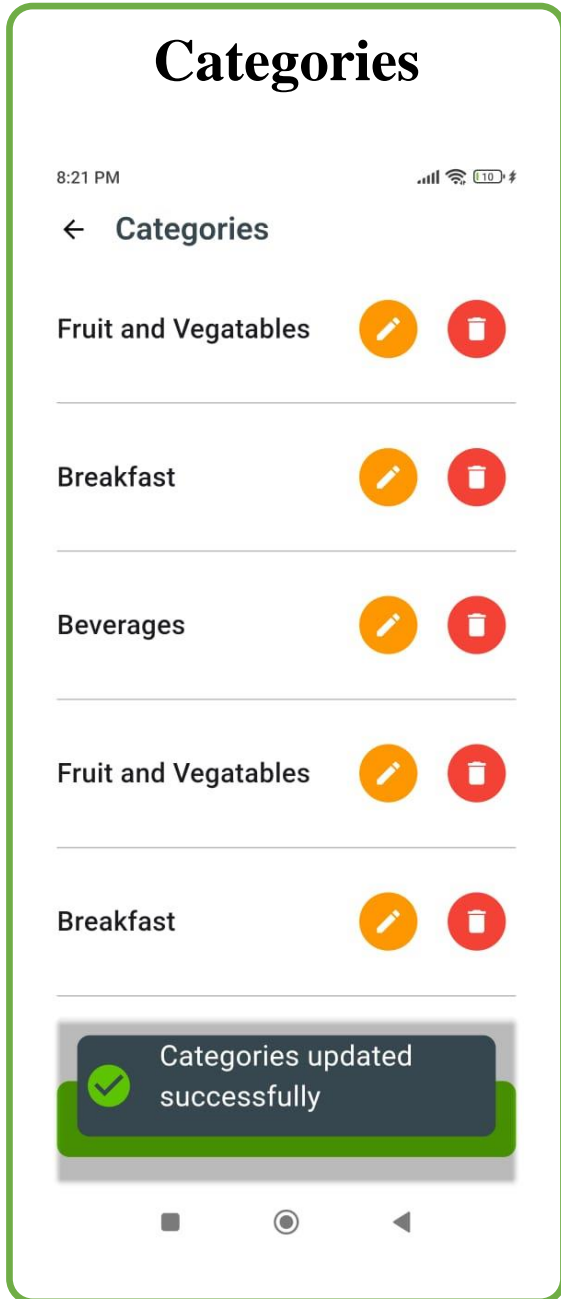 Categories
8:21 PM
10
Categories
Fruit and Vegatables
Breakfast
Beverages
Fruit and Vegatables
Breakfast
Categories updated
successfully